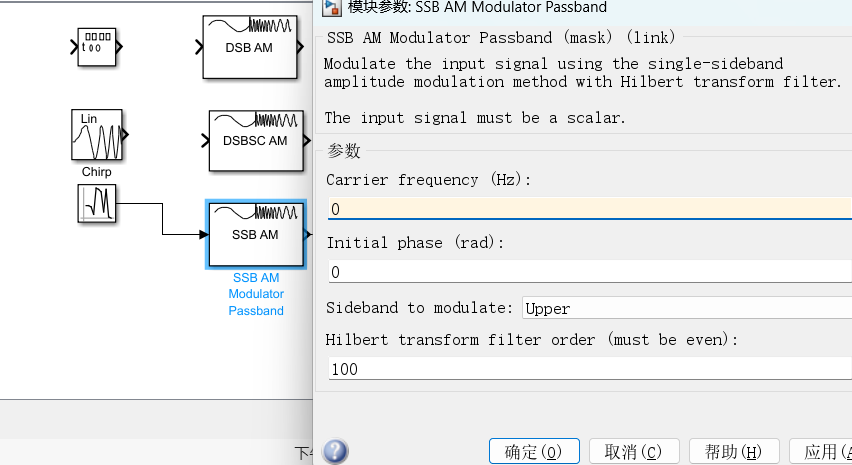 模块参数: SSB AM Modulator Passband
SSB AM Modulator Passband (mask) (link)
Modulate the input signal using the single-sideband
amplitude modulation method with Hilbert transform filter.
The input signal must be a scalar.
参数
Carrier frequency (Hz):
0
Initial phase (rad):
0
Sideband to modulate: Upper
Hilbert transform filter order (must be even):
100
确定(O) 取消(C) 帮助(H) 应用(A
DSB AM
Lin
DSBSC AM
Chirp
SSB AM
SSB AM
Modulator
Passband